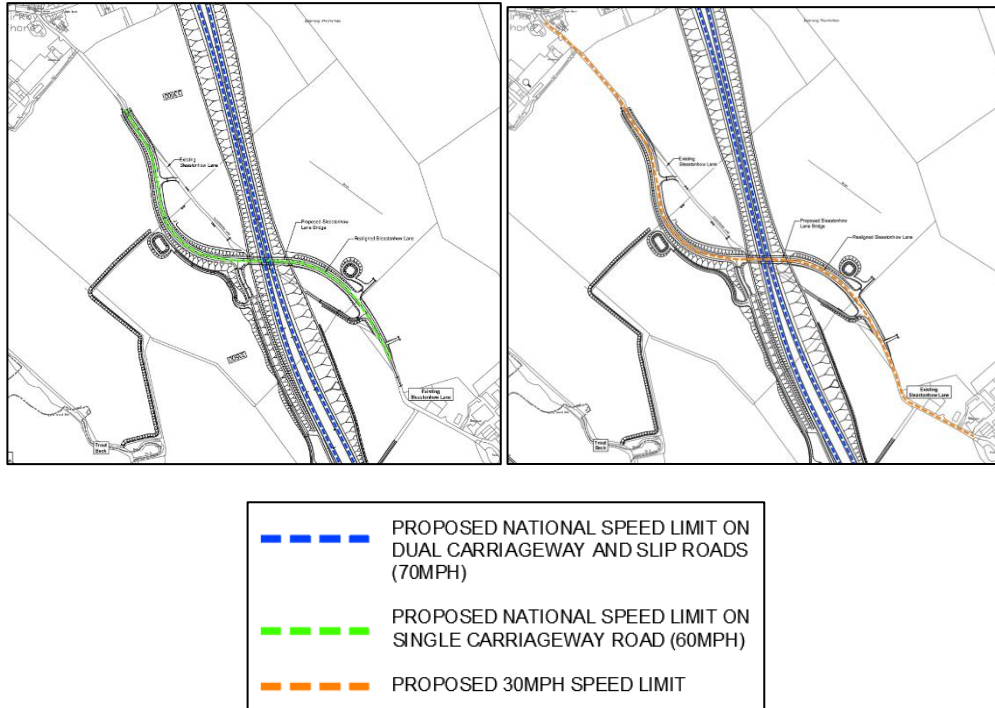 Existing
Sleastonhow Lane
Proposed Sleastonhow
Lane Bridge
Realigned Sleastonhow Lane
Existing
Sleastonhow Lane
Trout
Beck
Existing
Sleastonhow Lane
Proposed Sleastonhow
Lane Bridge
Realigned Sleastonhow Lane
Existing
Sleastonhow Lane
Trout
Beck
PROPOSED NATIONAL SPEED LIMIT ON
DUAL CARRIAGEWAY AND SLIP ROADS
(70MPH)
PROPOSED NATIONAL SPEED LIMIT ON
SINGLE CARRIAGEWAY ROAD (60MPH)
PROPOSED 30MPH SPEED LIMIT